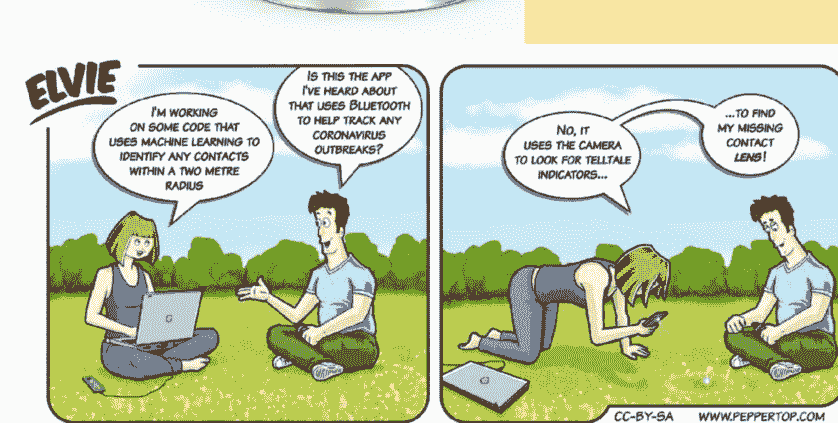 ELVIE
I'M WORKING
ON SOME CODE THAT
USES MACHINE LEARNING TO
IDENTIFY ANY CONTACTS
WITHIN A TWO METRE
RADIUS
IS THIS THE APP
I'VE HEARD ABOUT
THAT USES BLUETOOTH
TO HELP TRACK ANY
CORONAVIRUS
OUTBREAKS?
NO, IT
USES THE CAMERA
TO LOOK FOR TELLTALE
INDICATORS...
...TO FIND
MY MISSING
CONTACT
LENS!
CC-BY-SA WWW.PEPPERTOP.COM